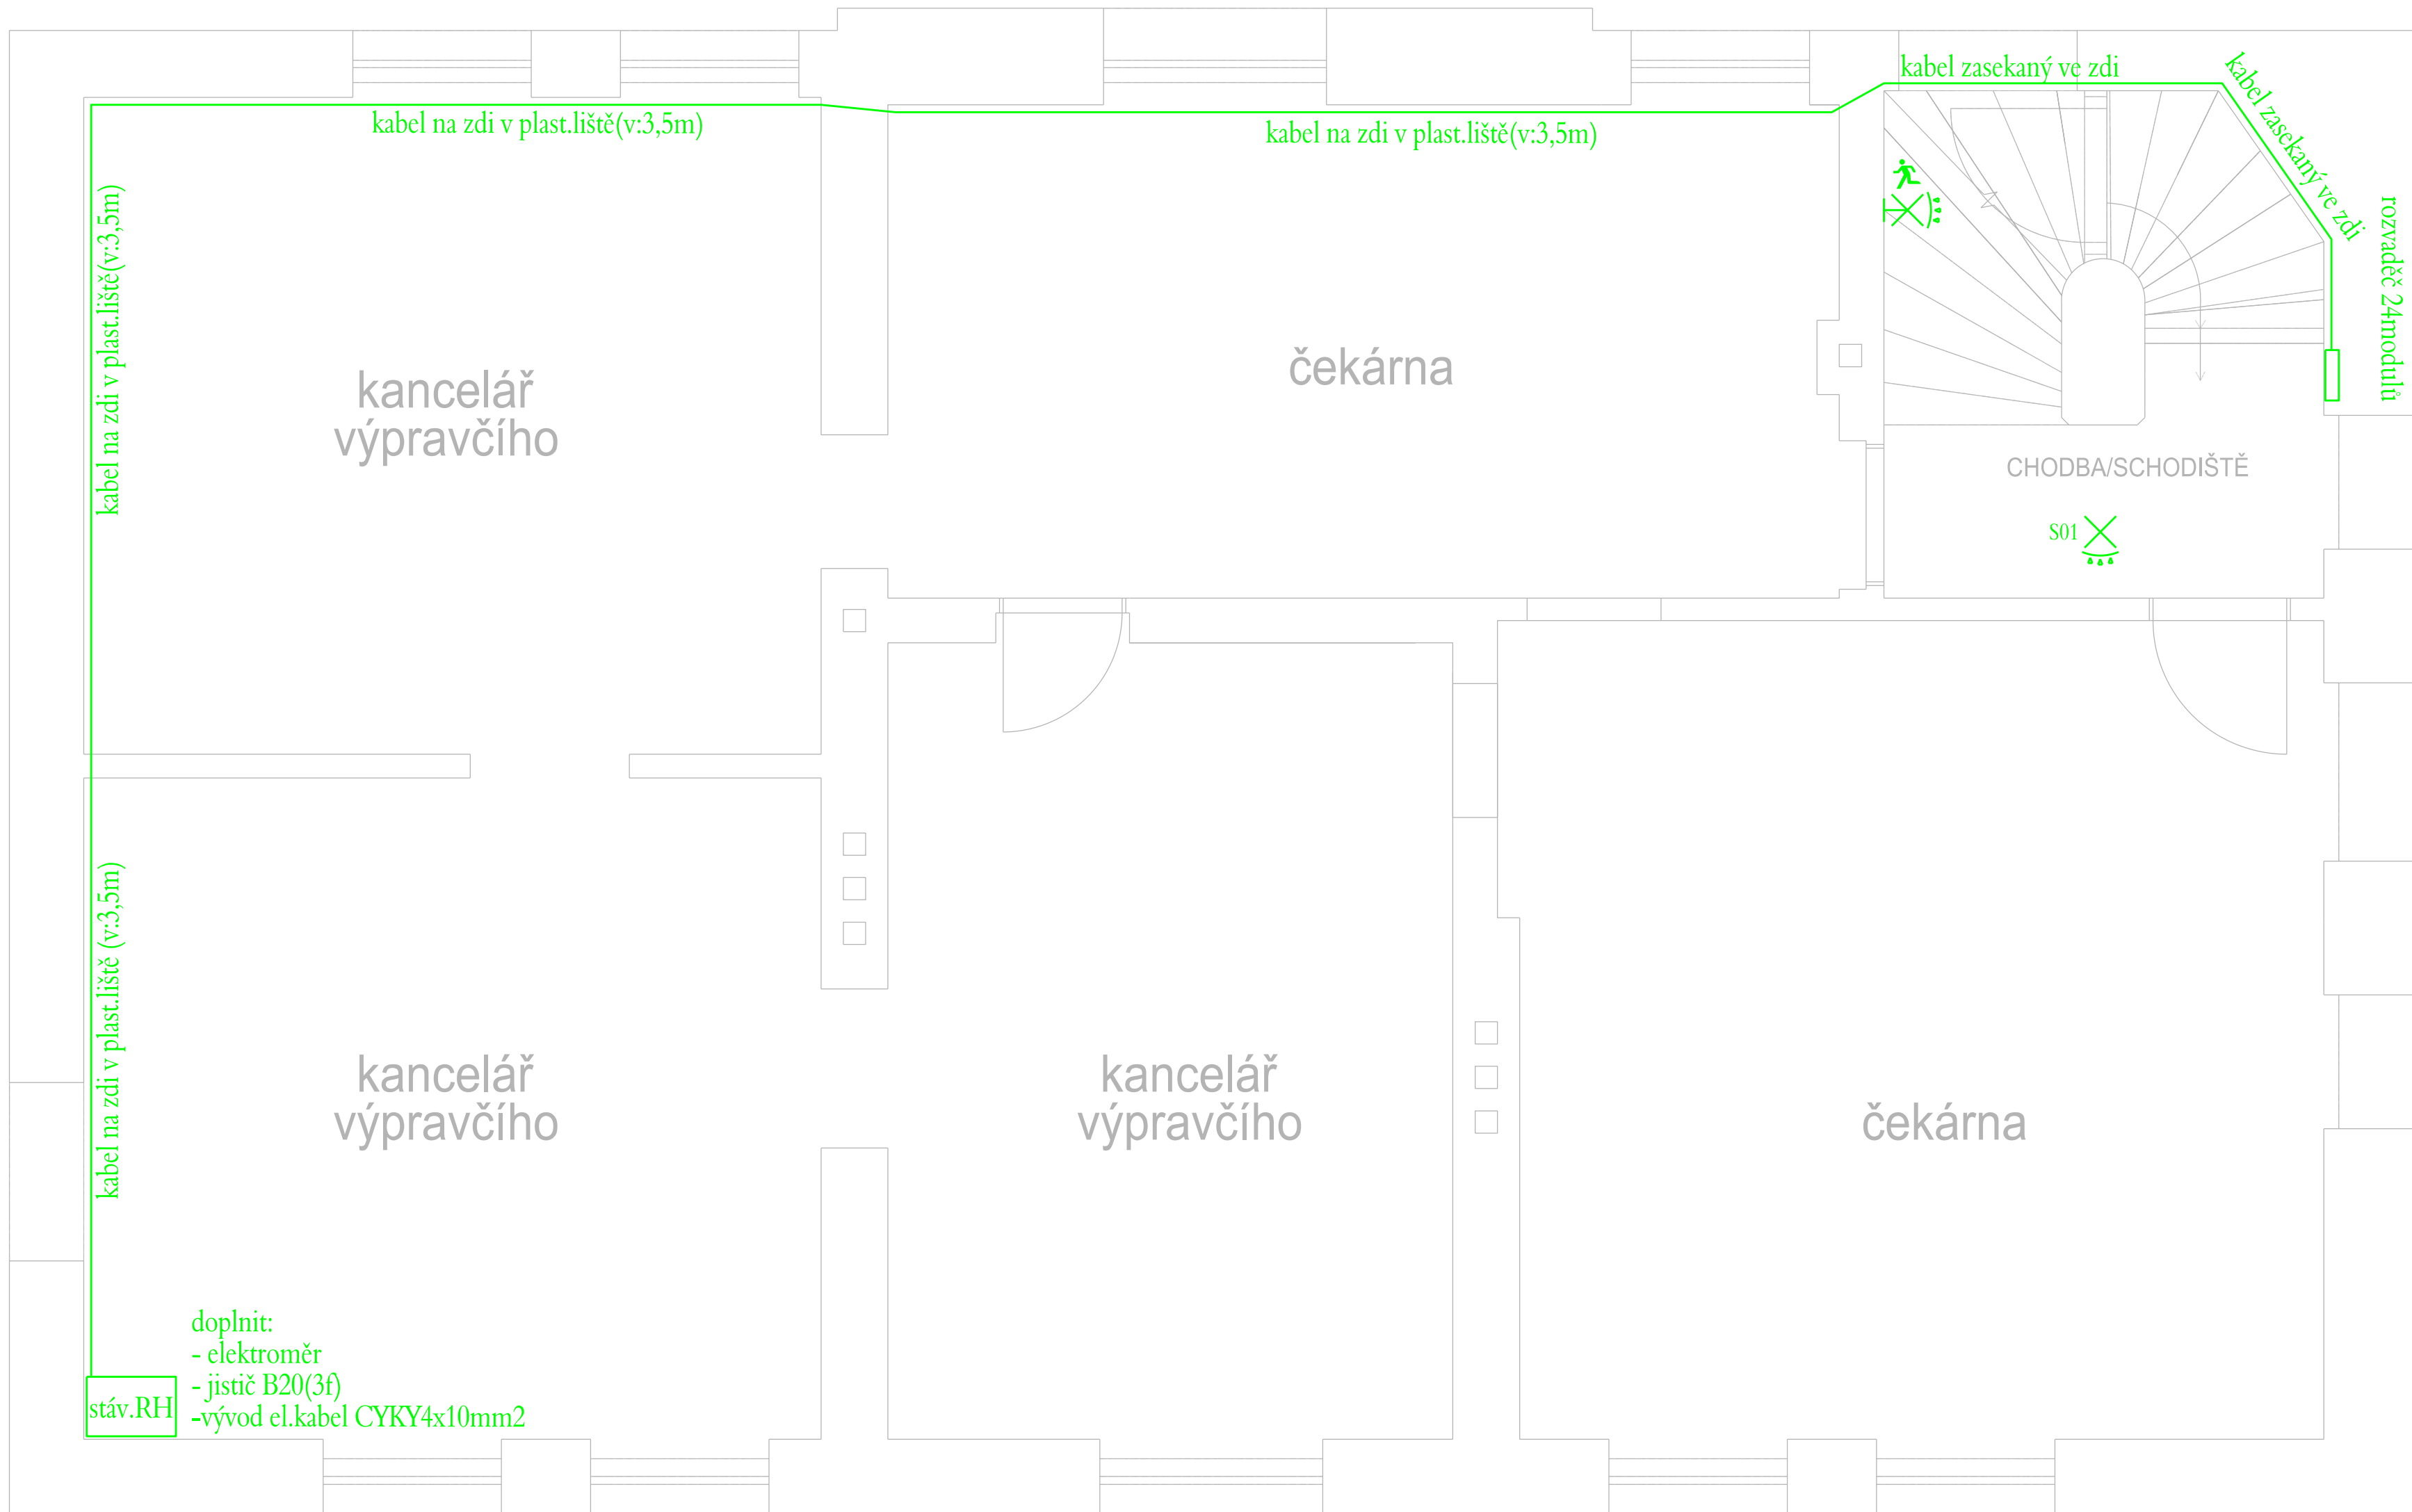 kabel zasekaný ve zdi
kabel zasekaný ve zdi
kabel na zdi v plast.liště(v:3,5m)
kabel na zdi v plast.liště(v:3,5m)
kabel na zdi v plast.liště(v:3,5m)
rozvaděč 24modulů
kancelář
výpravčího
čekárna
CHODBA/SCHODIŠTĚ
S01
kabel na zdi v plast.liště (v:3,5m)
kancelář
výpravčího
kancelář
výpravčího
čekárna
doplnit:
- elektroměr
- jistič B20(3f)
-vývod el.kabel CYKY4x10mm2
stáv.RH